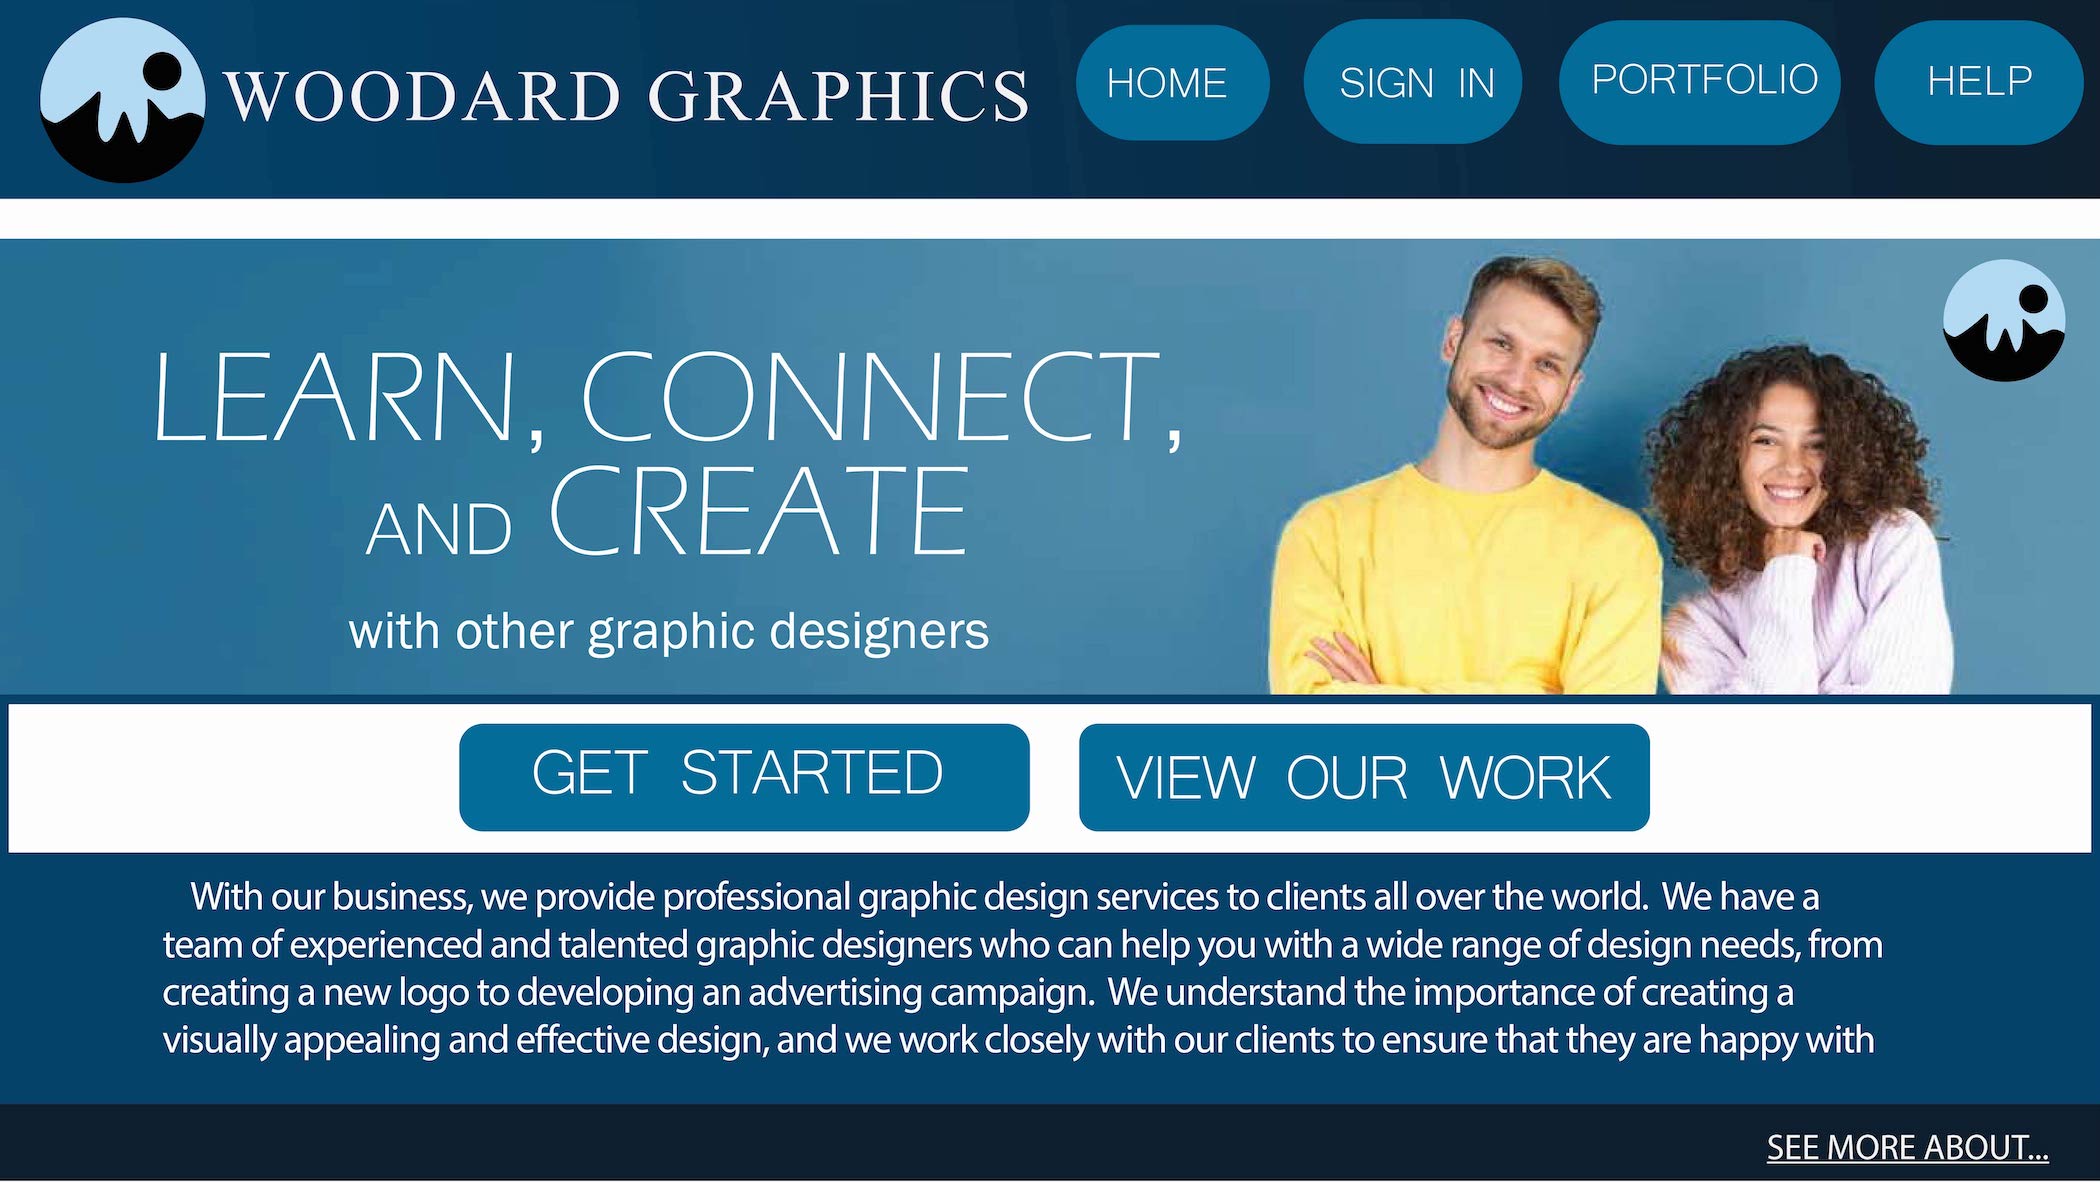 WOODARD GRAPHICS
HOME
SIGN IN
PORTFOLIO
HELP
LEARN, CONNECT,
AND CREATE
with other graphic designers
GET STARTED
VIEW OUR WORK
With our business, we provide professional graphic design services to clients all over the world. We have a
team of experienced and talented graphic designers who can help you with a wide range of design needs, from
creating a new logo to developing an advertising campaign. We understand the importance of creating a
visually appealing and effective design, and we work closely with our clients to ensure that they are happy with
SEE MORE ABOUT...